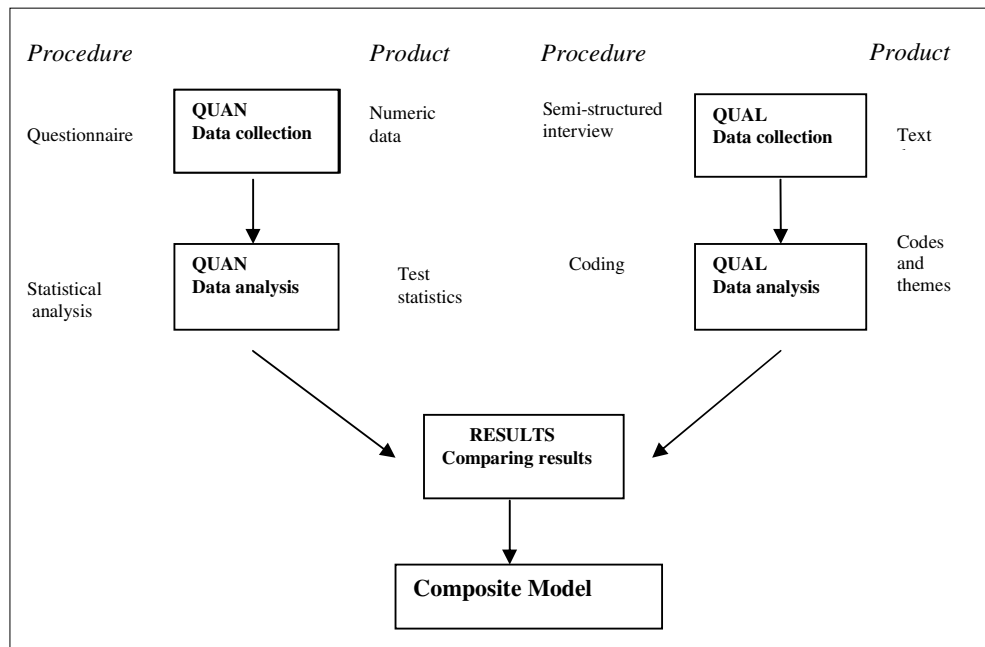 Procedure
Product
Procedure
Product
Questionnaire
QUAN
Data collection
Numeric
data
Semi-structured
interview
QUAL
Data collection
Text
Statistical
analysis
QUAN
Data analysis
Test
statistics
Coding
QUAL
Data analysis
Codes
and
themes
RESULTS
Comparing results
Composite Model